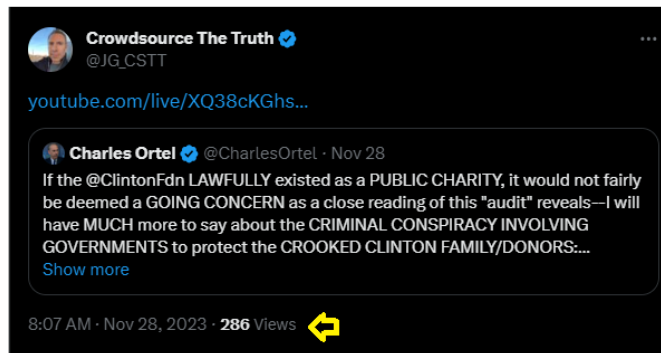 Crowdsource The Truth
@JG_CSTT
youtube.com/live/XQ38cKGhs...
Charles Ortel @CharlesOrtel · Nov 28
If the @ClintonFdn LAWFULLY existed as a PUBLIC CHARITY, it would not fairly
be deemed a GOING CONCERN as a close reading of this "audit" reveals--I will
have MUCH more to say about the CRIMINAL CONSPIRACY INVOLVING
GOVERNMENTS to protect the CROOKED CLINTON FAMILY/DONORS:...
Show more
8:07 AM · Nov 28, 2023 · 286 Views